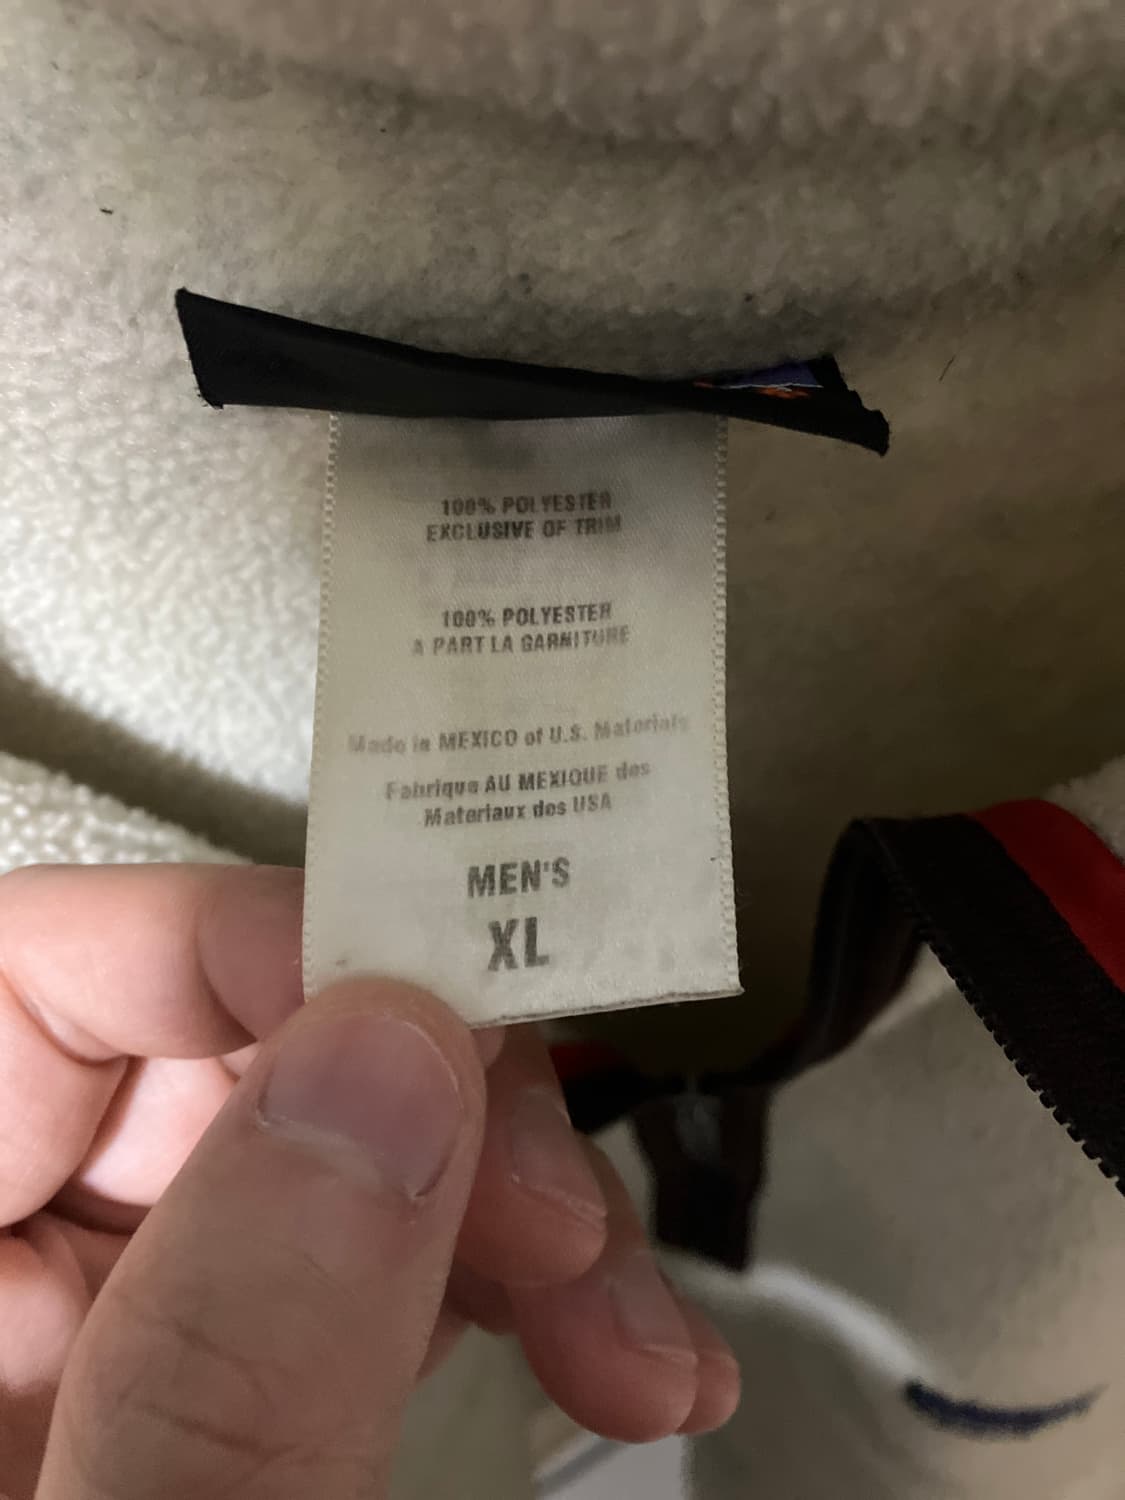 100% POLYESTER
EXCLUSIVE OF TRIM
100% POLYESTER
A PART LA GARNITURE
Made in MEXICO of U.S. Materials
Fabrique AU MEXIQUE des
Materiaux des USA
MEN'S
XL